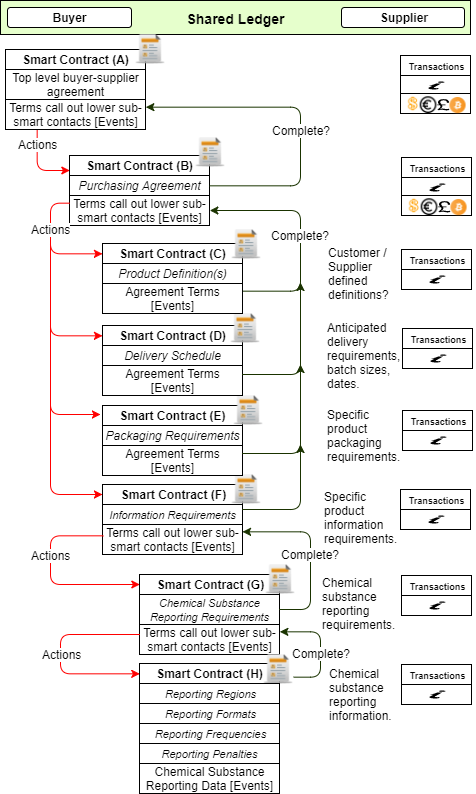 Buyer
Shared Ledger
Supplier
Smart Contract (A)
Top level buyer-supplier
agreement
Terms call out lower sub-
smart contacts [Events]
Transactions
Complete?
Actions
Smart Contract (B)
Purchasing Agreement
Terms call out lower sub-
smart contacts [Events]
Transactions
Complete?
Actions
Smart Contract (C)
Product Definition(s)
Agreement Terms
[Events]
Customer /
Supplier
defined
definitions?
Transactions
Smart Contract (D)
Delivery Schedule
Agreement Terms
[Events]
Anticipated
delivery
requirements,
batch sizes,
dates.
Transactions
Smart Contract (E)
Packaging Requirements
Agreement Terms
[Events]
Specific
product
packaging
requirements.
Transactions
Smart Contract (F)
Information Requirements
Terms call out lower sub-
smart contacts [Events]
Specific
product
information
requirements.
Transactions
Complete?
Actions
Smart Contract (G)
Chemical Substance
Reporting Requirements
Terms call out lower sub-
smart contacts [Events]
Chemical
substance
reporting
requirements.
Transactions
Complete?
Actions
Smart Contract (H)
Reporting Regions
Reporting Formats
Reporting Frequencies
Reporting Penalties
Chemical Substance
Reporting Data [Events]
Chemical
substance
reporting
information.
Transactions